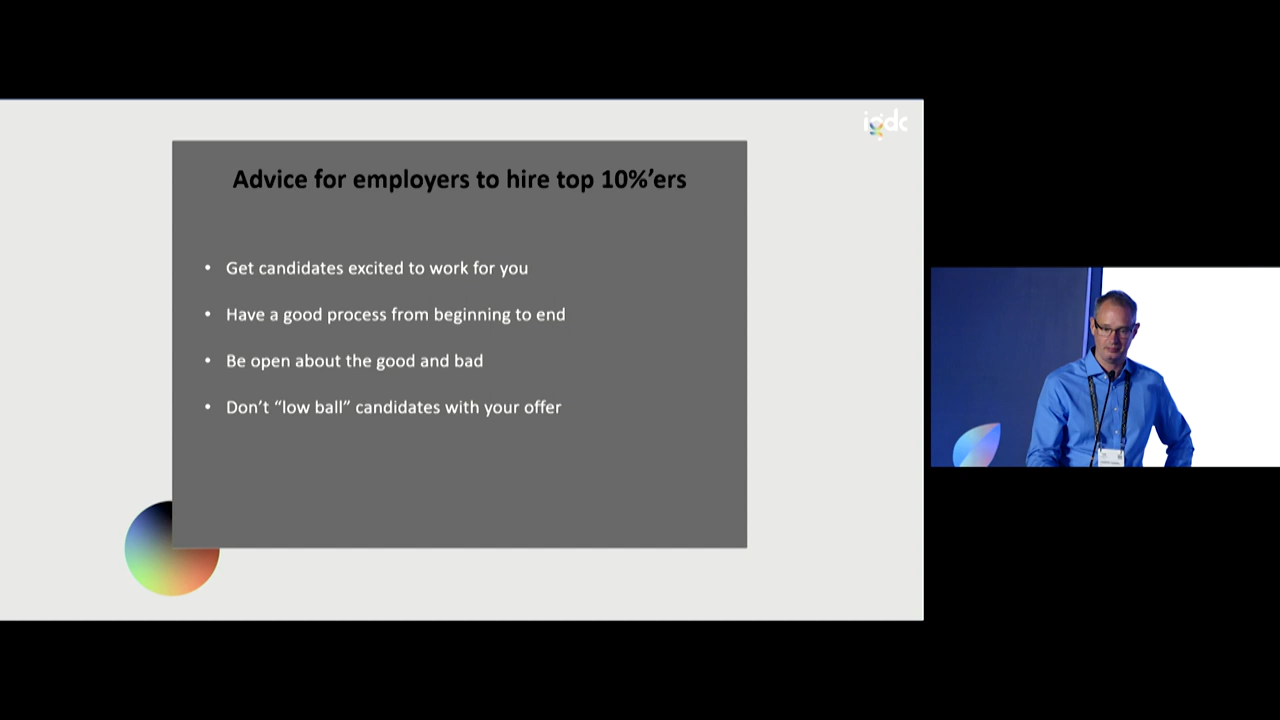 igdc
Advice for employers to hire top 10%'ers
• Get candidates excited to work for you
• Have a good process from beginning to end
• Be open about the good and bad
• Don’t “low ball” candidates with your offer